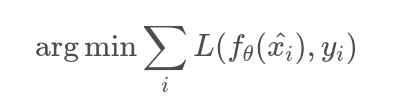 arg min ∑_i L(f_θ(x̂_i), y_i)